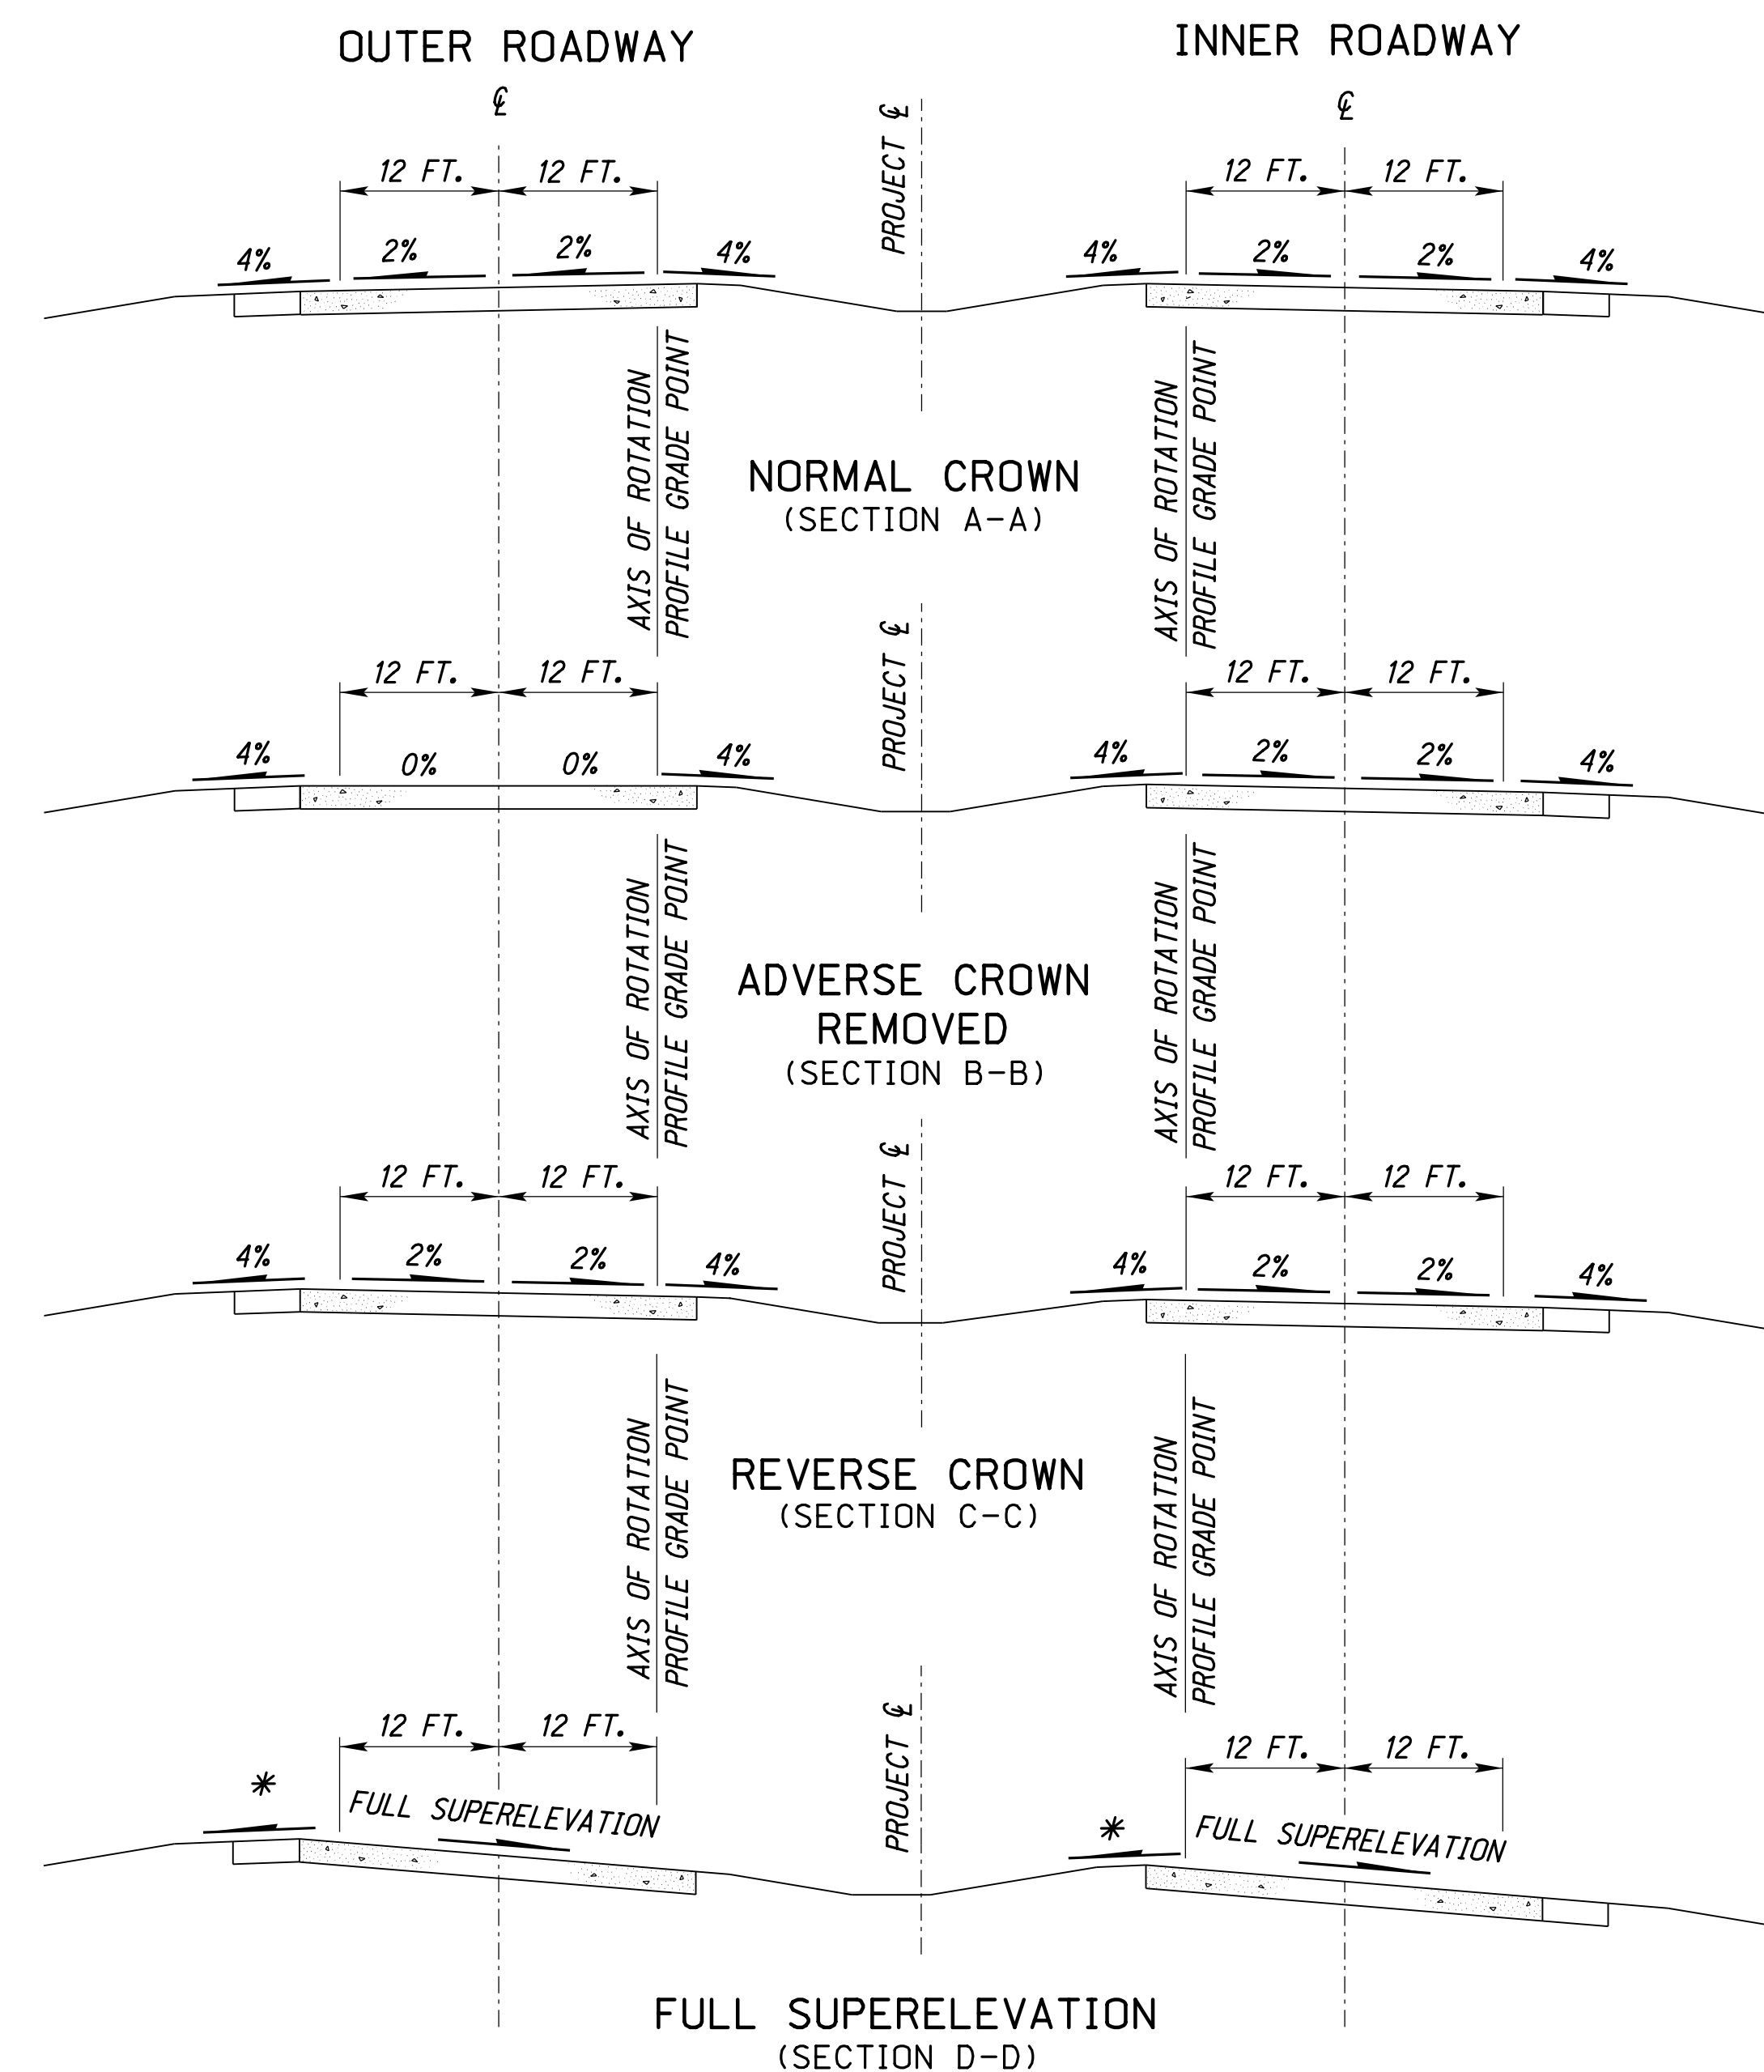 OUTER ROADWAY
INNER ROADWAY
℄
℄
PROJECT ℄
12 FT.
12 FT.
12 FT.
12 FT.
4%
2%
2%
4%
4%
2%
2%
4%
AXIS OF ROTATION
PROFILE GRADE POINT
AXIS OF ROTATION
PROFILE GRADE POINT
NORMAL CROWN
(SECTION A-A)
PROJECT ℄
12 FT.
12 FT.
12 FT.
12 FT.
4%
0%
0%
4%
4%
2%
2%
4%
AXIS OF ROTATION
PROFILE GRADE POINT
AXIS OF ROTATION
PROFILE GRADE POINT
ADVERSE CROWN
REMOVED
(SECTION B-B)
PROJECT ℄
12 FT.
12 FT.
12 FT.
12 FT.
4%
2%
2%
4%
4%
2%
2%
4%
AXIS OF ROTATION
PROFILE GRADE POINT
AXIS OF ROTATION
PROFILE GRADE POINT
REVERSE CROWN
(SECTION C-C)
PROJECT ℄
12 FT.
12 FT.
12 FT.
12 FT.
*
FULL SUPERELEVATION
*
FULL SUPERELEVATION
FULL SUPERELEVATION
(SECTION D-D)